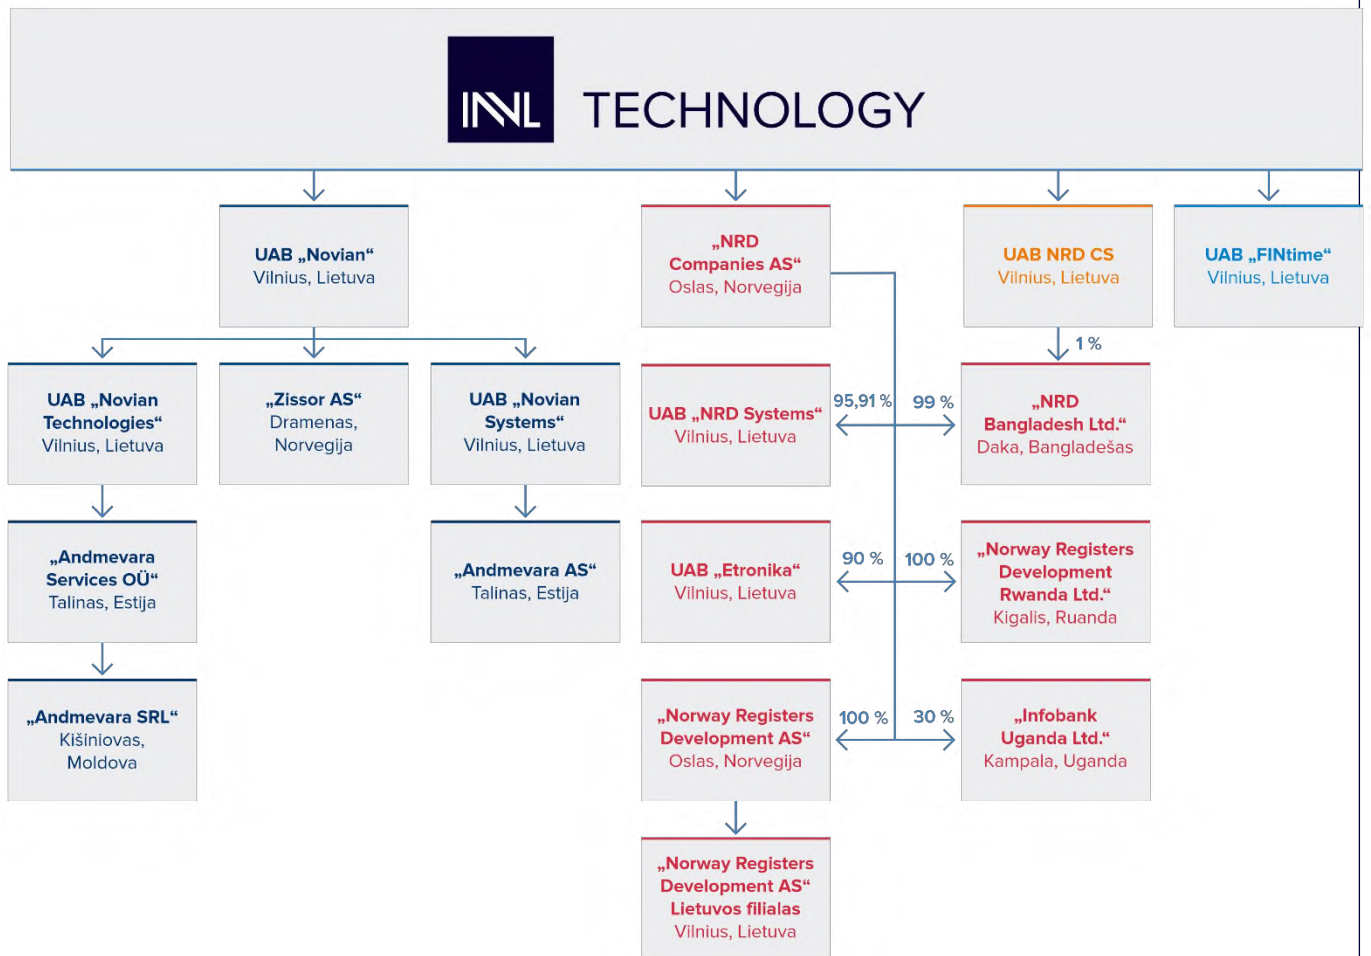 INVL TECHNOLOGY
UAB „Novian“
Vilnius, Lietuva
„NRD
Companies AS“
Oslas, Norvegija
UAB NRD CS
Vilnius, Lietuva
UAB „FINtime“
Vilnius, Lietuva
1 %
UAB „Novian
Technologies“
Vilnius, Lietuva
„Zissor AS“
Dramenas,
Norvegija
UAB „Novian
Systems“
Vilnius, Lietuva
UAB „NRD Systems“
Vilnius, Lietuva
95,91 %
99 %
„NRD
Bangladesh Ltd.“
Daka, Bangladešas
„Andmevara
Services OÜ“
Talinas, Estija
„Andmevara AS“
Talinas, Estija
UAB „Etronika“
Vilnius, Lietuva
90 %
100 %
„Norway Registers
Development
Rwanda Ltd.“
Kigalis, Ruanda
„Andmevara SRL“
Kišiniovas,
Moldova
„Norway Registers
Development AS“
Oslas, Norvegija
100 %
30 %
„Infobank
Uganda Ltd.“
Kampala, Uganda
„Norway Registers
Development AS“
Lietuvos filialas
Vilnius, Lietuva